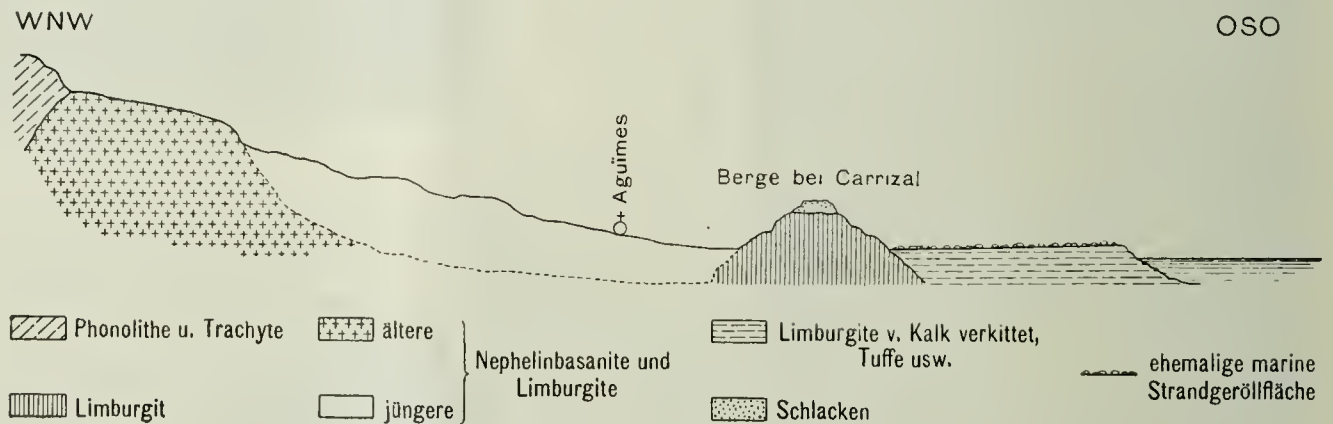 WNW
OSO
Agüimes
Berge bei Carrizal
Phonolithe u. Trachyte
Limburgit
ältere
jüngere
Nephelinbasanite und
Limburgite
Limburgite v. Kalk verkittet,
Tuffe usw.
Schlacken
ehemalige marine
Strandgeröllfläche